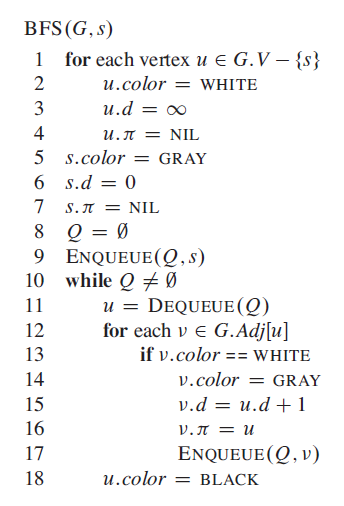 BFS(G, s)
1 for each vertex u ∈ G.V − {s}
2 u.color = WHITE
3 u.d = ∞
4 u.π = NIL
5 s.color = GRAY
6 s.d = 0
7 s.π = NIL
8 Q = Ø
9 ENQUEUE(Q, s)
10 while Q ≠ Ø
11 u = DEQUEUE(Q)
12 for each v ∈ G.Adj[u]
13 if v.color == WHITE
14 v.color = GRAY
15 v.d = u.d + 1
16 v.π = u
17 ENQUEUE(Q, v)
18 u.color = BLACK